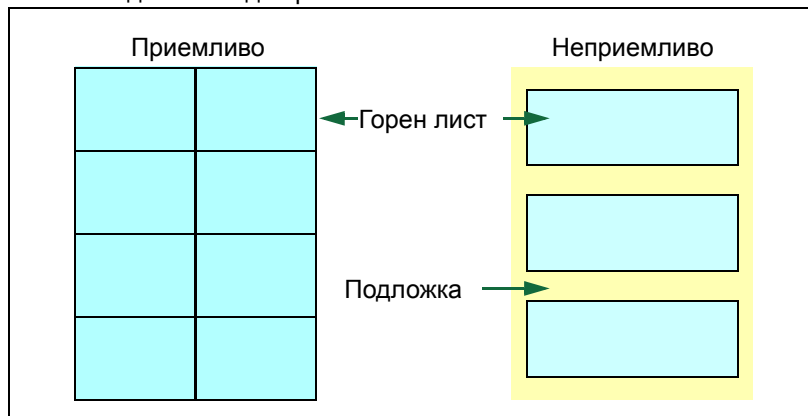 Приемливо
Неприемливо
Горен лист
Подложка